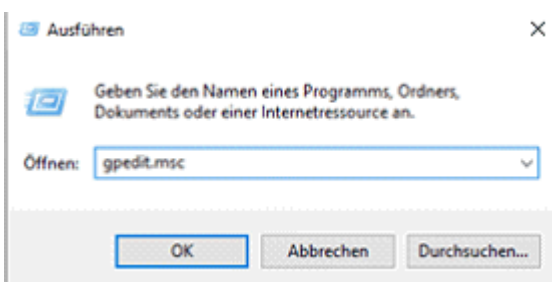 Ausführen
Geben Sie den Namen eines Programms, Ordners,
Dokuments oder einer Internetressource an.
Öffnen: gpedit.msc
OK Abbrechen Durchsuchen...